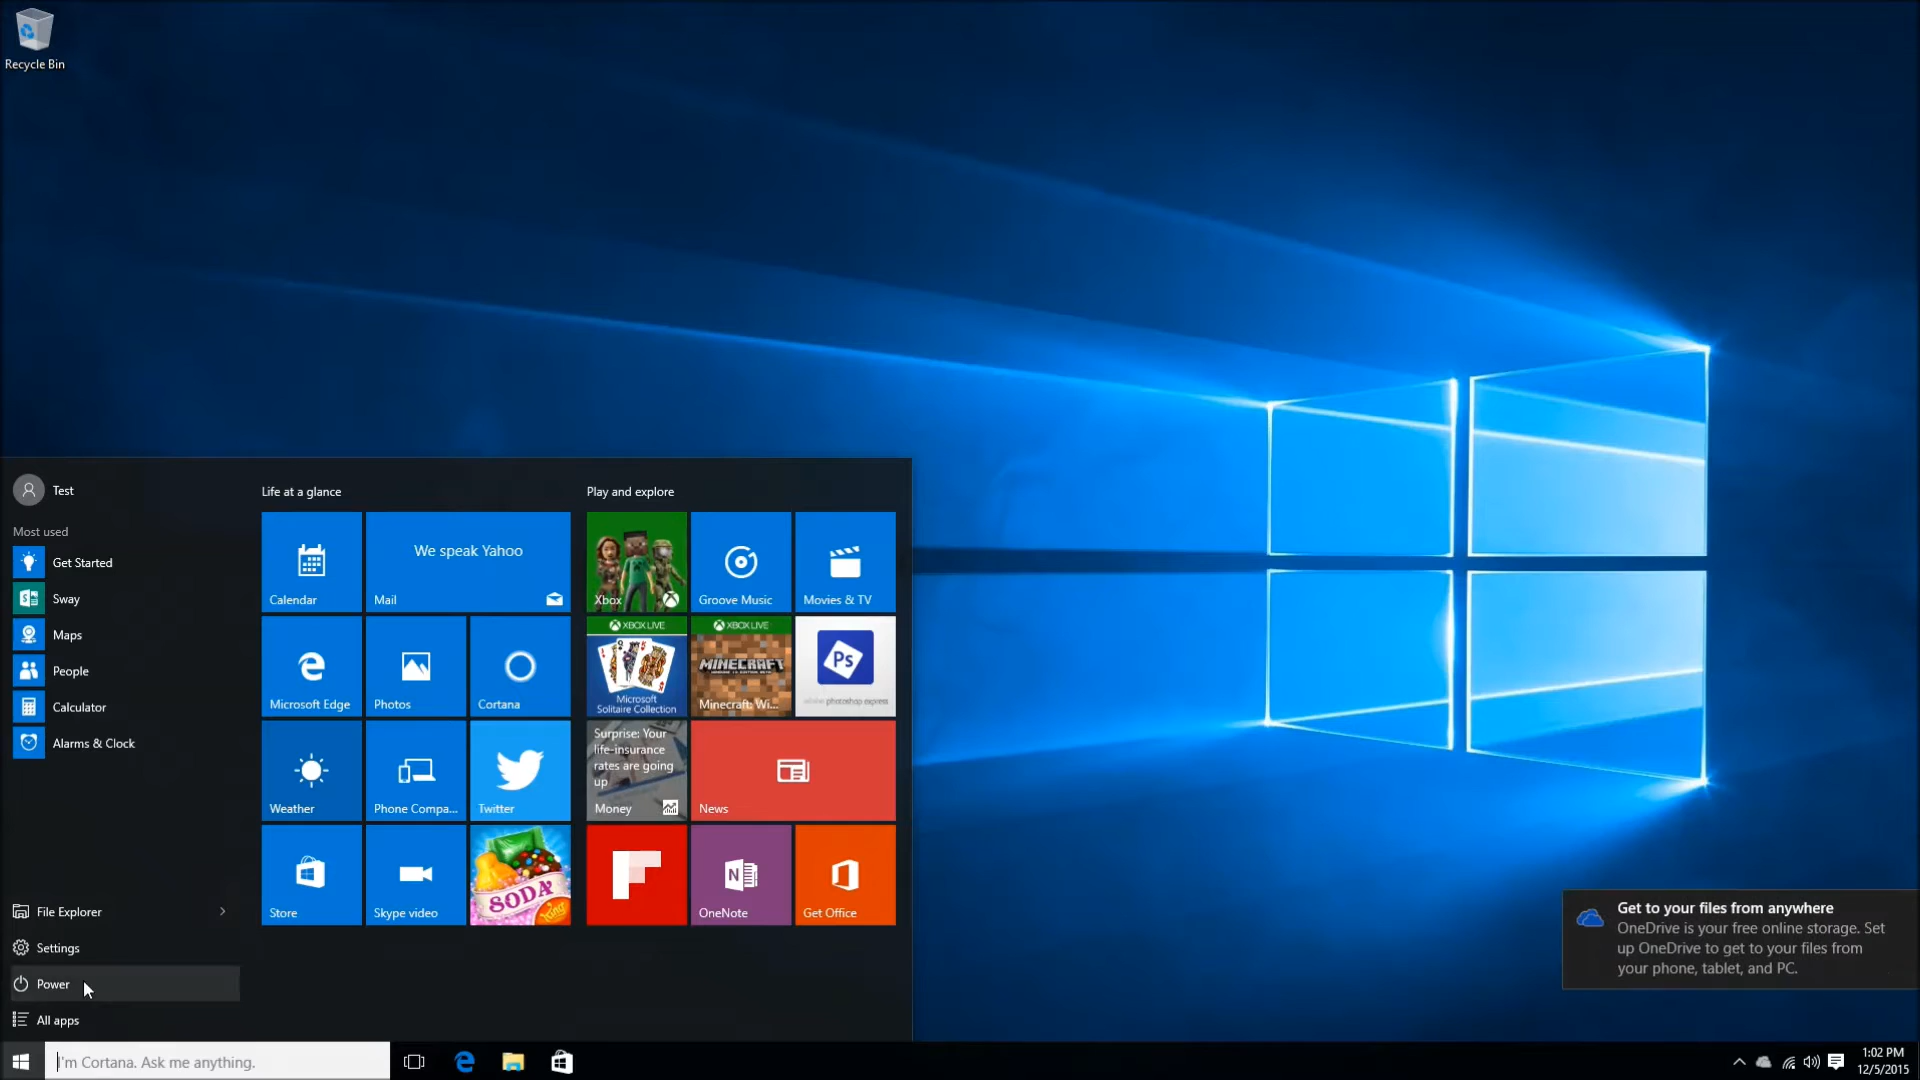 Recycle Bin
Test
Most used
Get Started
Sway
Maps
People
Calculator
Alarms & Clock
File Explorer
Settings
Power
All apps
Life at a glance
Calendar
We speak Yahoo
Mail
Microsoft Edge
Photos
Cortana
Weather
Phone Compa...
Twitter
Store
Skype video
SODA
King
Play and explore
Xbox
Groove Music
Movies & TV
XBOX LIVE
Microsoft
Solitaire Collection
XBOX LIVE
MINECRAFT
Minecraft: Wi...
Ps
adobe photoshop express
Surprise: Your
life-insurance
rates are going
up
Money
News
OneNote
Get Office
Get to your files from anywhere
OneDrive is your free online storage. Set
up OneDrive to get to your files from
your phone, tablet, and PC.
I'm Cortana. Ask me anything.
1:02 PM
12/5/2015